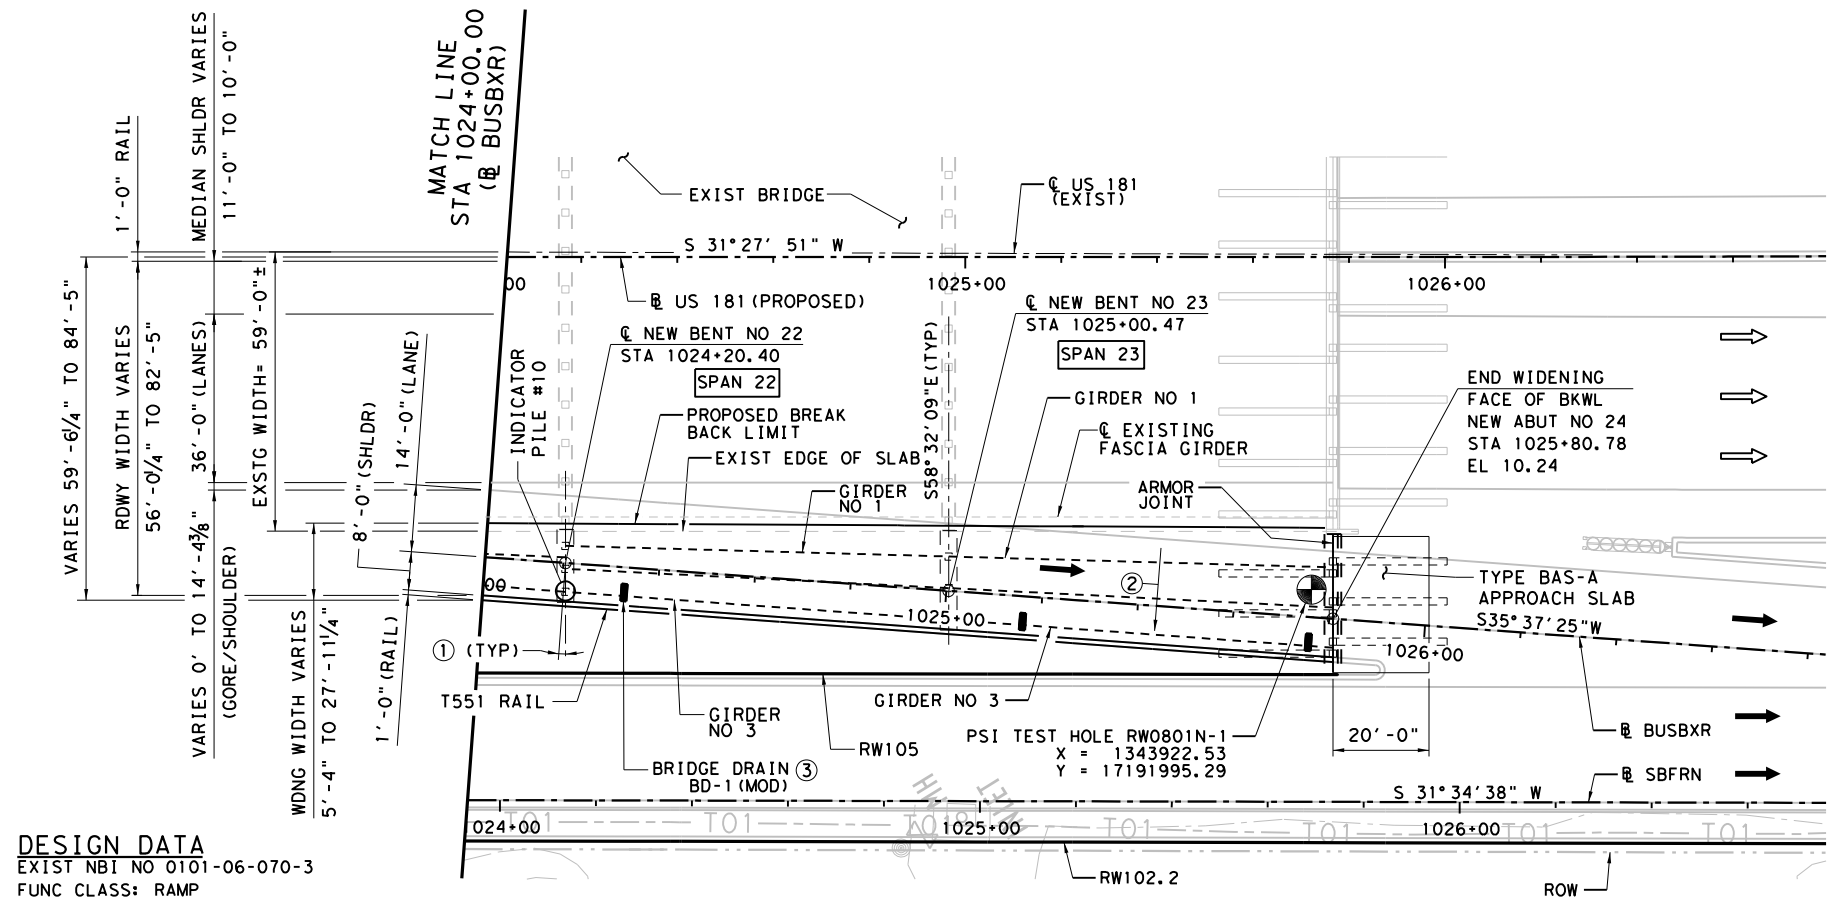 MATCH LINE
STA 1024+00.00
(℄ BUSBXR)
1'-0" RAIL
MEDIAN SHLDR VARIES
11'-0" TO 10'-0"
VARIES 59'-6¼" TO 84'-5"
RDWY WIDTH VARIES
56'-0¼" TO 82'-5"
36'-0" (LANES)
VARIES 0' TO 14'-4⅜"
(GORE/SHOULDER)
EXSTG WIDTH= 59'-0"±
WDNG WIDTH VARIES
5'-4" TO 27'-11¼"
8'-0" (SHLDR)
14'-0" (LANE)
1'-0" (RAIL)
EXIST BRIDGE
℄ US 181
(EXIST)
S 31°27' 51" W
00
1025+00
1026+00
BL US 181 (PROPOSED)
℄ NEW BENT NO 22
STA 1024+20.40
SPAN 22
℄ NEW BENT NO 23
STA 1025+00.47
SPAN 23
INDICATOR
PILE #10
PROPOSED BREAK
BACK LIMIT
EXIST EDGE OF SLAB
S58°32'09"E (TYP)
GIRDER NO 1
℄ EXISTING
FASCIA GIRDER
GIRDER
NO 1
ARMOR
JOINT
END WIDENING
FACE OF BKWL
NEW ABUT NO 24
STA 1025+80.78
EL 10.24
2
00
1025+00
TYPE BAS-A
APPROACH SLAB
S35°37'25"W
1026+00
1 (TYP)
T551 RAIL
GIRDER
NO 3
GIRDER NO 3
RW105
BRIDGE DRAIN 3
BD-1 (MOD)
PSI TEST HOLE RW0801N-1
X = 1343922.53
Y = 17191995.29
20'-0"
BL BUSBXR
BL SBFRN
S 31°34'38" W
024+00
1025+00
1026+00
TO1 TO1 TO1 TO1 TO1 TO1 TO1
RW102.2
ROW
DESIGN DATA
EXIST NBI NO 0101-06-070-3
FUNC CLASS: RAMP